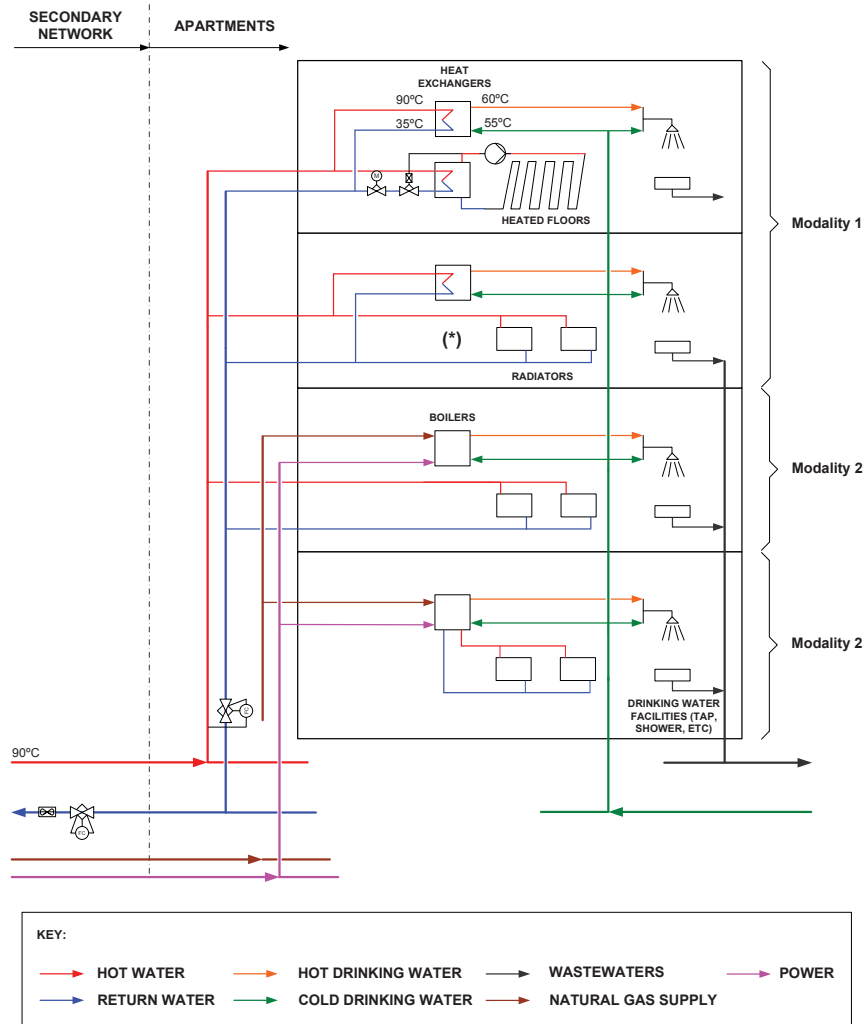 SECONDARY
NETWORK
APARTMENTS
HEAT
EXCHANGERS
90ºC
60ºC
35ºC
55ºC
M
HEATED FLOORS
Modality 1
(*)
RADIATORS
BOILERS
Modality 2
Modality 2
DRINKING WATER
FACILITIES (TAP,
SHOWER, ETC)
90ºC
FC
KEY:
HOT WATER
HOT DRINKING WATER
WASTEWATERS
POWER
RETURN WATER
COLD DRINKING WATER
NATURAL GAS SUPPLY